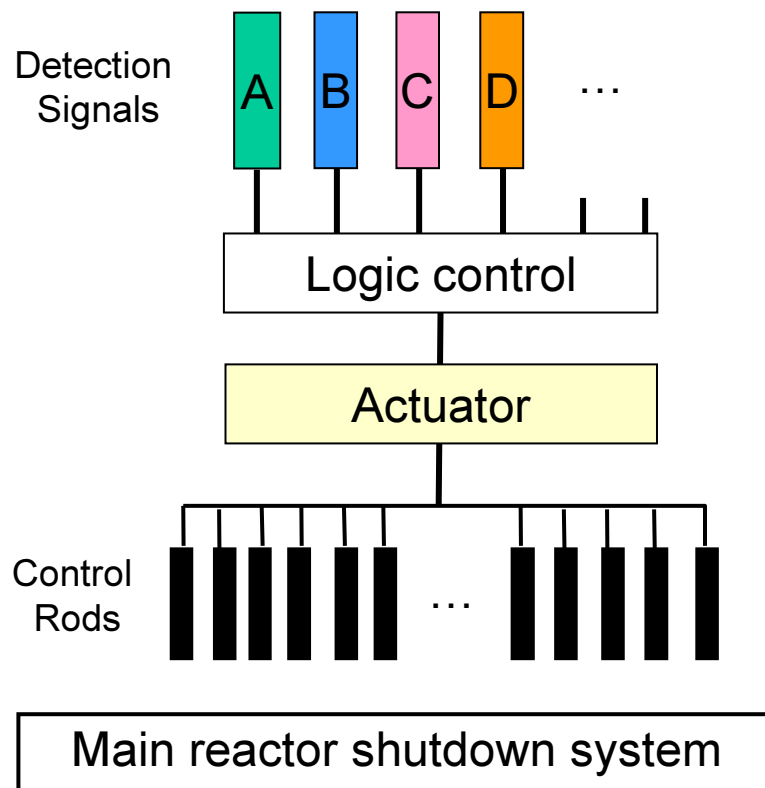 Detection
Signals
A B C D ...
Logic control
Actuator
Control
Rods
...
Main reactor shutdown system